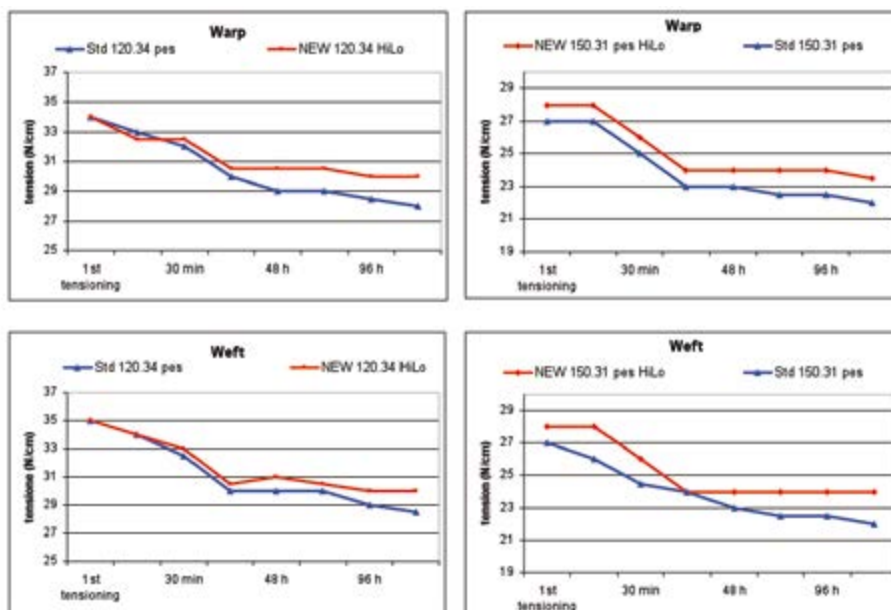 Warp
Std 120.34 pes NEW 120.34 HiLo
tension (N/cm)
37
35
33
31
29
27
25
1st tensioning 30 min 48 h 96 h
Warp
NEW 150.31 pes HiLo Std 150.31 pes
tension (N/cm)
29
27
25
23
21
19
1st tensioning 30 min 48 h 96 h
Weft
Std 120.34 pes NEW 120.34 HiLo
tensione (N/cm)
37
35
33
31
29
27
25
1st tensioning 30 min 48 h 96 h
Weft
NEW 150.31 pes HiLo Std 150.31 pes
tension (N/cm)
29
27
25
23
21
19
1st tensioning 30 min 48 h 96 h